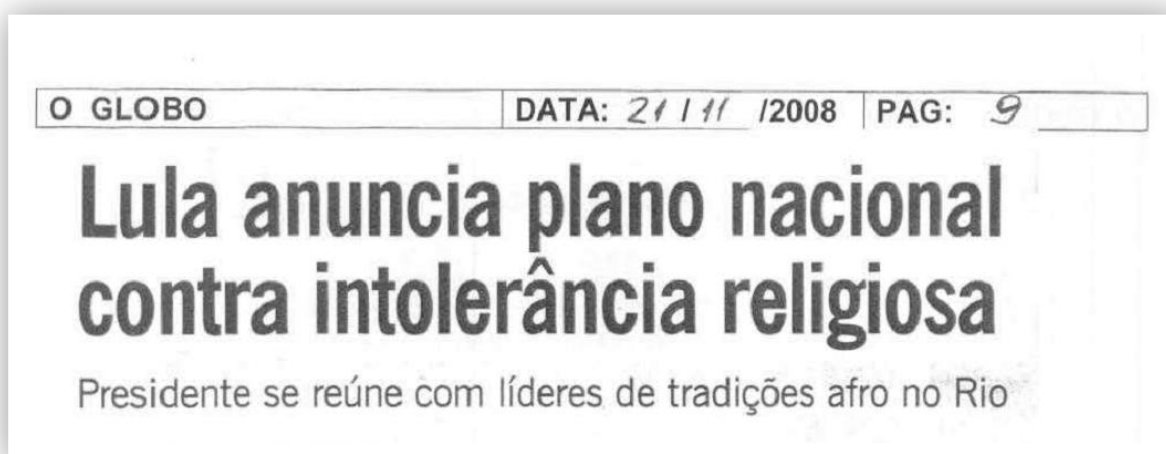 O GLOBO DATA: 21 / 11 /2008 PAG: 9
Lula anuncia plano nacional
contra intolerância religiosa
Presidente se reúne com líderes de tradições afro no Rio